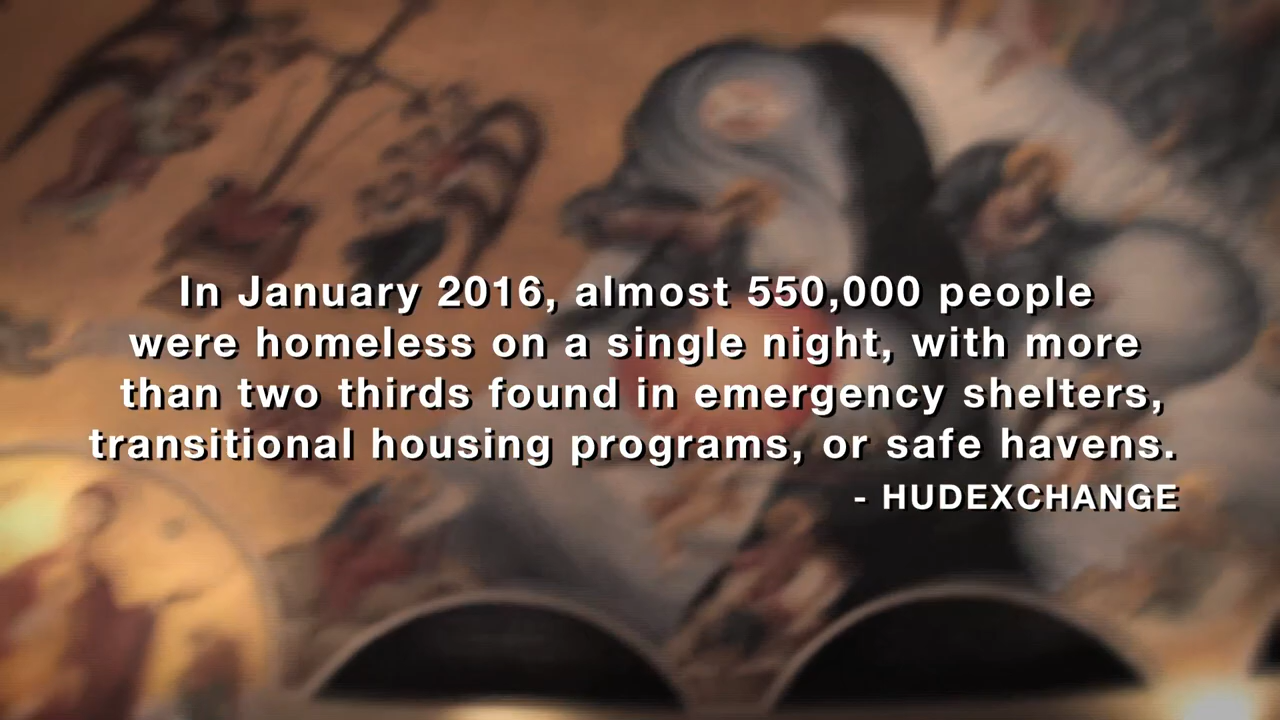 In January 2016, almost 550,000 people
were homeless on a single night, with more
than two thirds found in emergency shelters,
transitional housing programs, or safe havens.
- HUDEXCHANGE